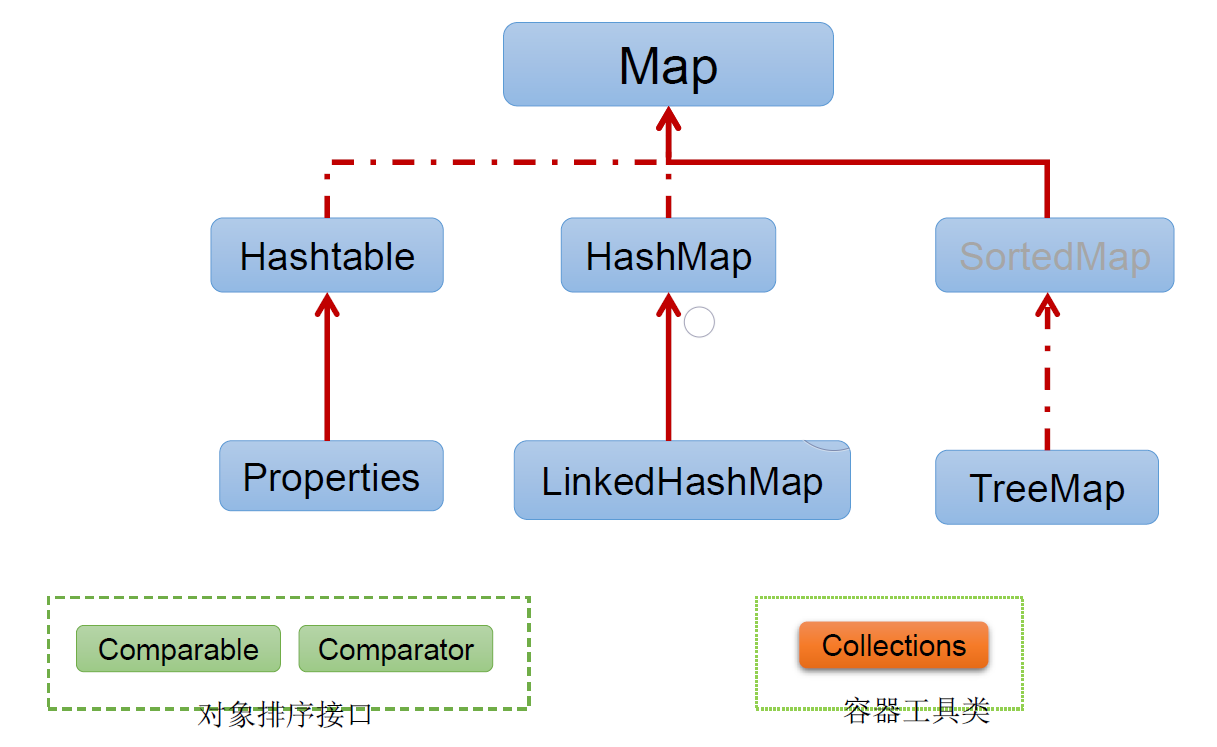 Map
Hashtable
HashMap
SortedMap
Properties
LinkedHashMap
TreeMap
Comparable
Comparator
Collections
对象排序接口
容器工具类